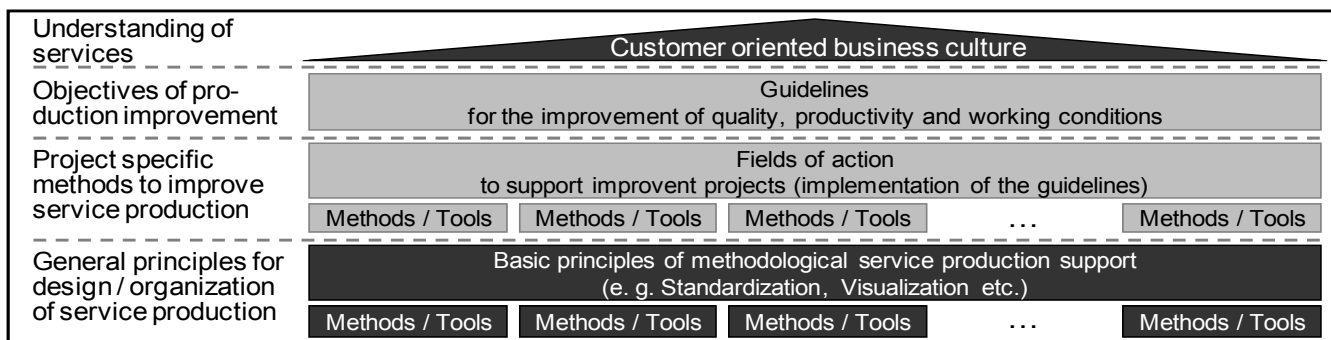 Understanding of
services
Customer oriented business culture
Objectives of pro-
duction improvement
Guidelines
for the improvement of quality, productivity and working conditions
Project specific
methods to improve
service production
Fields of action
to support improvent projects (implementation of the guidelines)
Methods / Tools Methods / Tools Methods / Tools ... Methods / Tools
General principles for
design / organization
of service production
Basic principles of methodological service production support
(e. g. Standardization, Visualization etc.)
Methods / Tools Methods / Tools Methods / Tools ... Methods / Tools